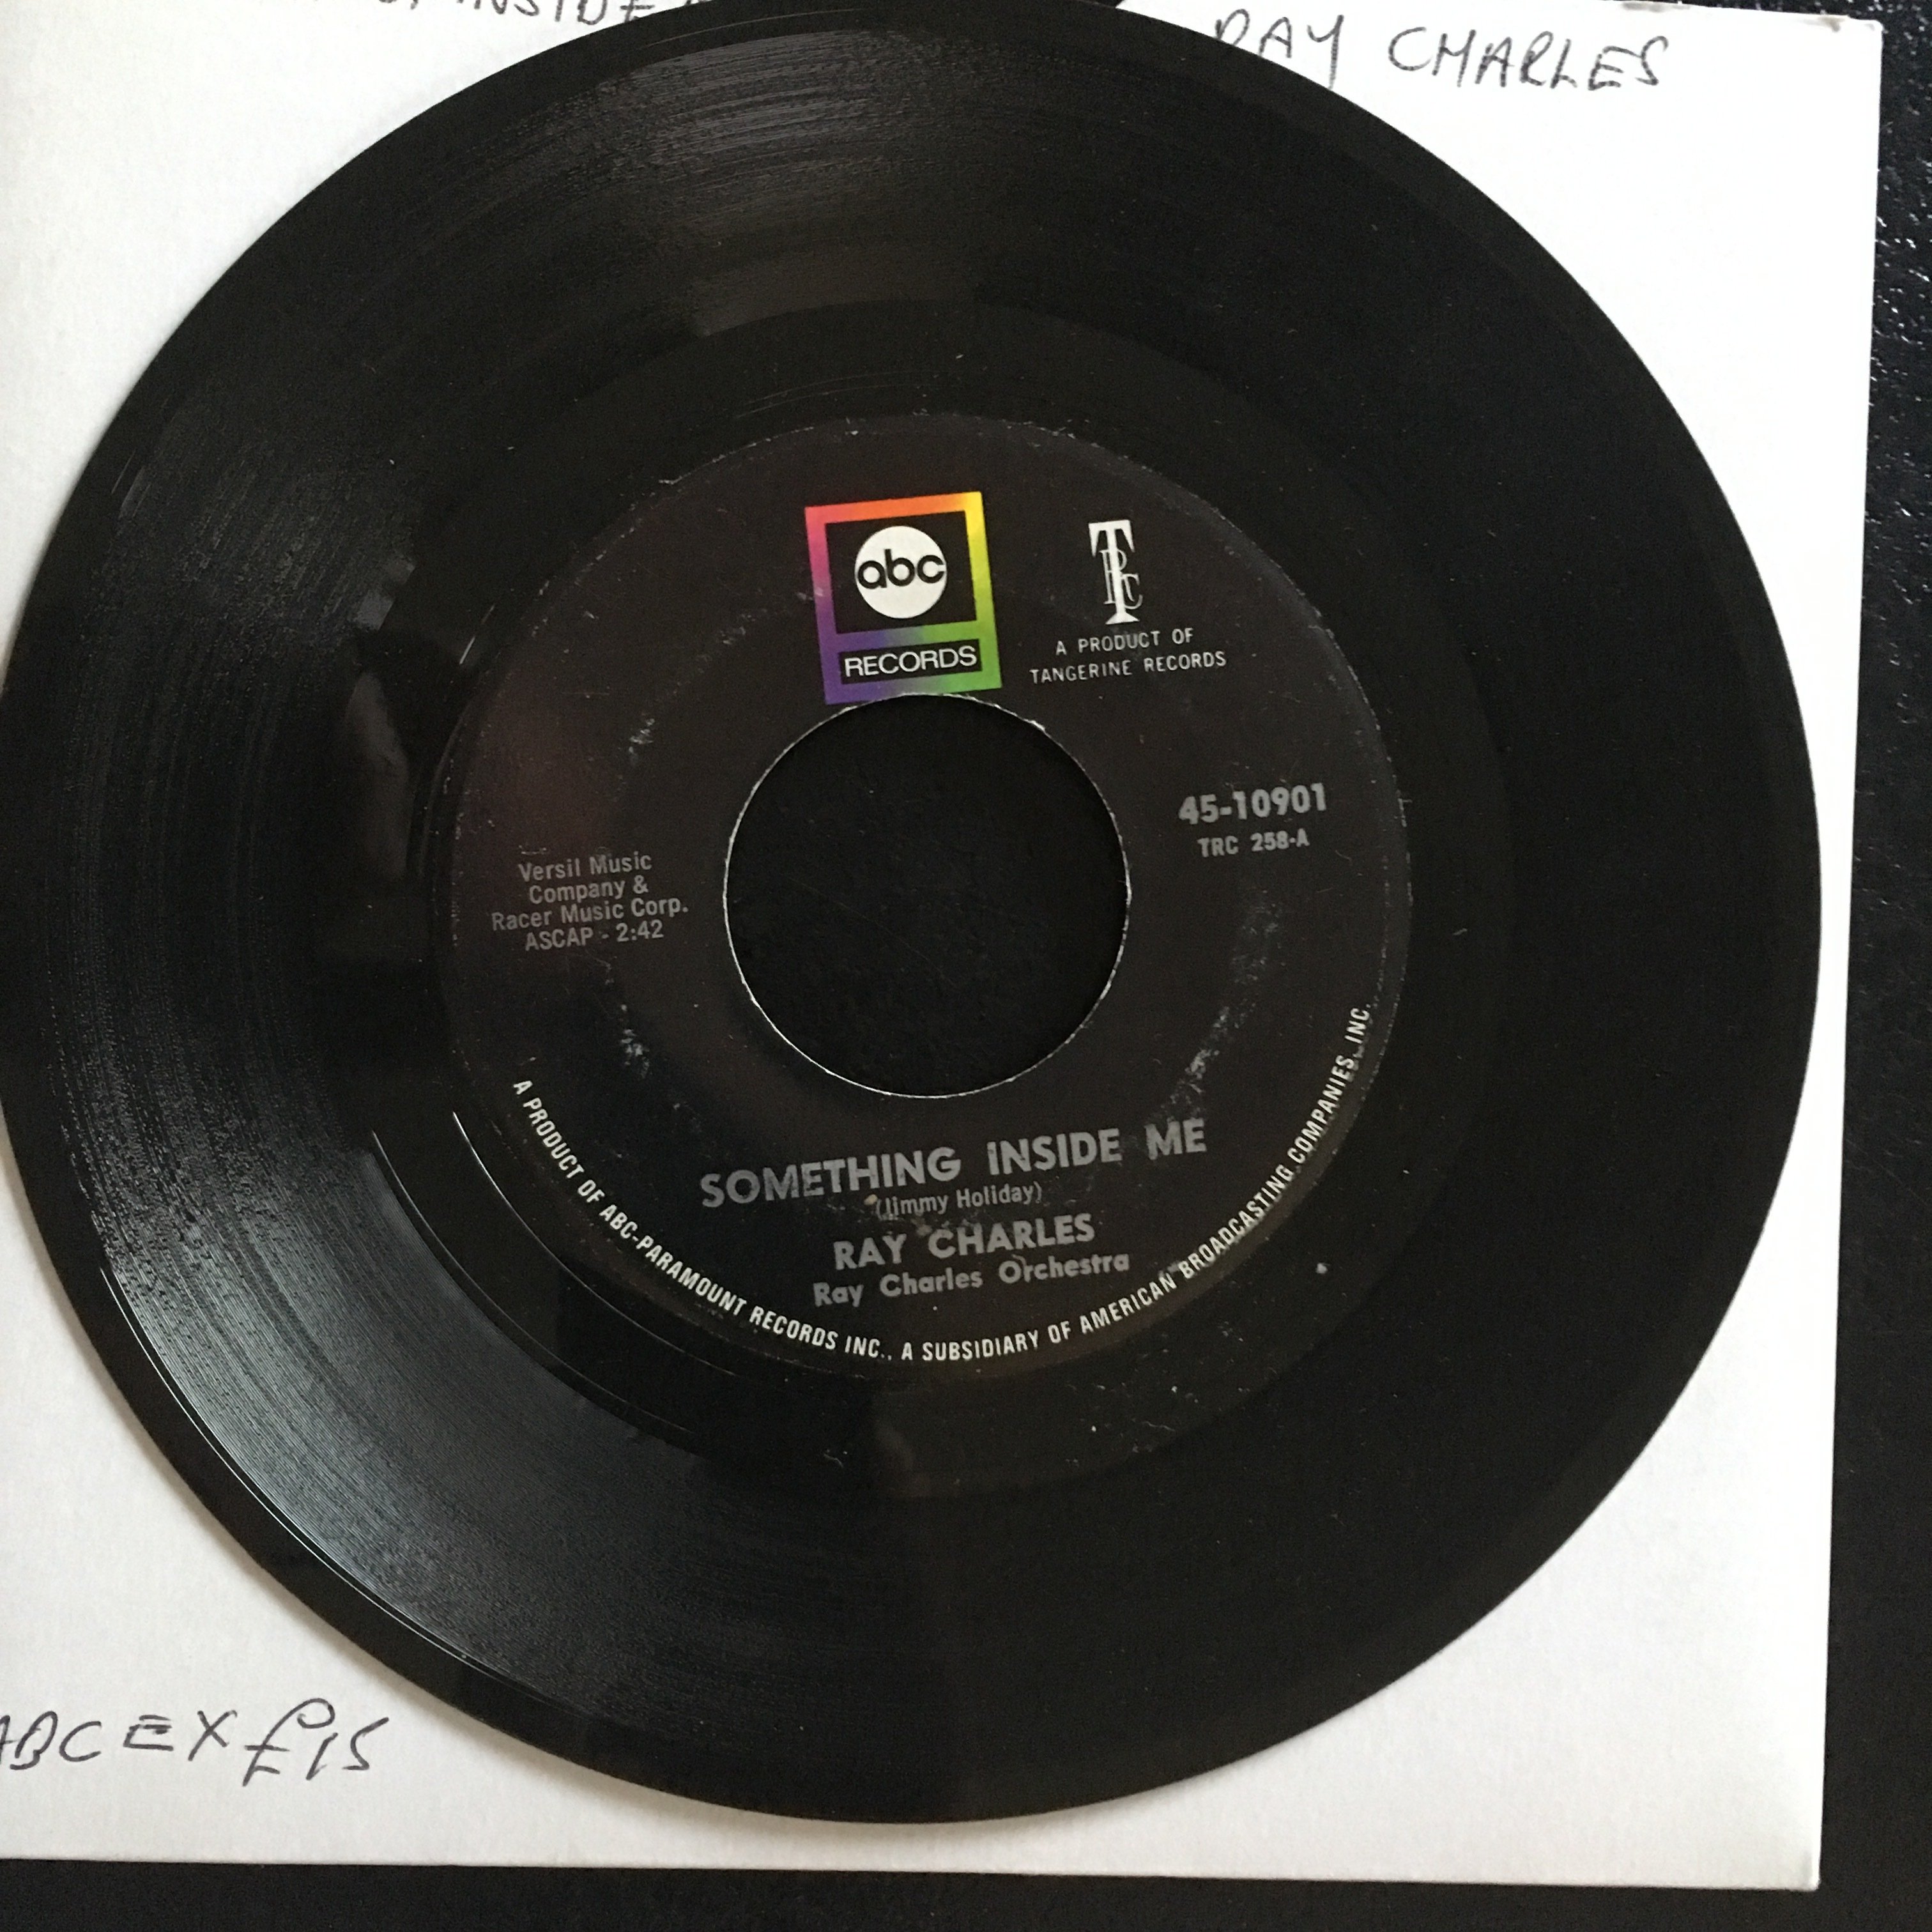 INSIDE
RAY CHARLES
abc
RECORDS
TRC
A PRODUCT OF
TANGERINE RECORDS
45-10901
TRC 258-A
Versil Music
Company &
Racer Music Corp.
ASCAP - 2:42
SOMETHING INSIDE ME
(Jimmy Holiday)
RAY CHARLES
Ray Charles Orchestra
A PRODUCT OF ABC-PARAMOUNT RECORDS INC., A SUBSIDIARY OF AMERICAN BROADCASTING COMPANIES, INC.
ABC EX £15